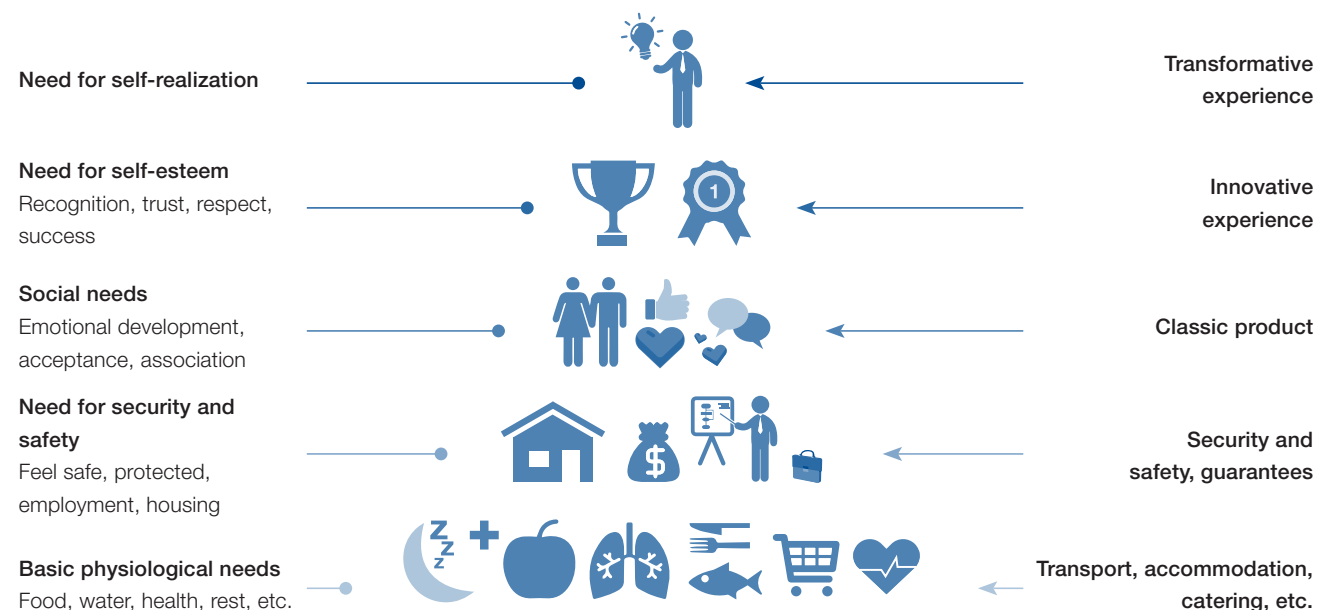 Need for self-realization
Transformative
experience
Need for self-esteem
Recognition, trust, respect,
success
1
Innovative
experience
Social needs
Emotional development,
acceptance, association
Classic product
Need for security and
safety
Feel safe, protected,
employment, housing
$
Security and
safety, guarantees
Basic physiological needs
Food, water, health, rest, etc.
z
z
z
Transport, accommodation,
catering, etc.